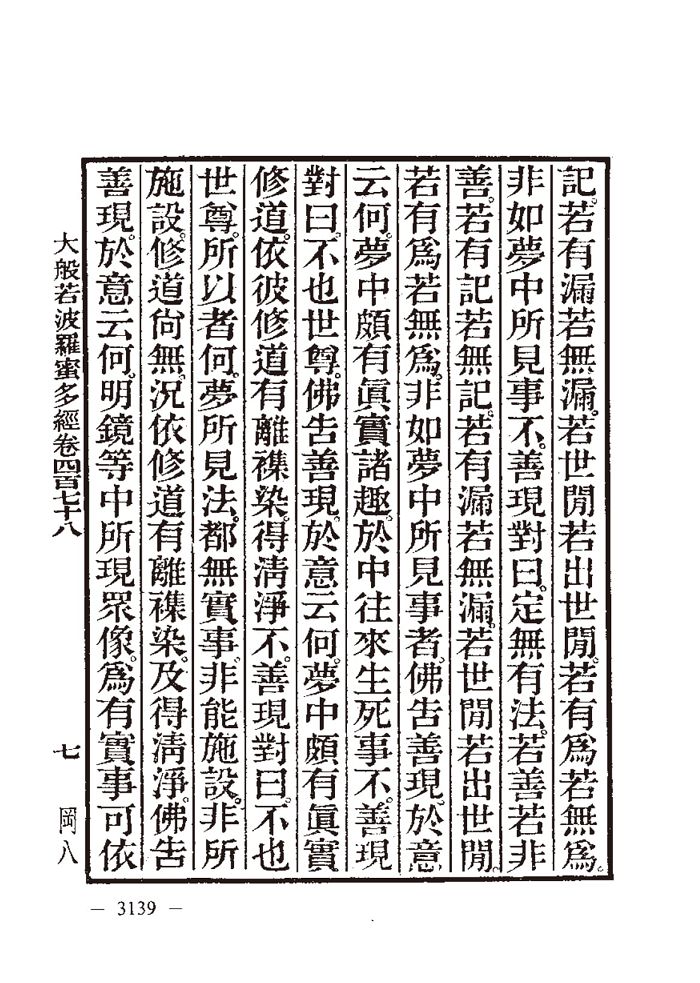 記。若有漏若無漏。若世閒若出世閒。若有爲若無爲。
非如夢中所見事不。善現對曰。定無有法。若善若非
善。若有記若無記。若有漏若無漏。若世閒若出世閒。
若有爲若無爲。非如夢中所見事者。佛告善現。於意
云何。夢中頗有眞實諸趣。於中往來生死事不。善現
對曰。不也世尊。佛告善現。於意云何。夢中頗有眞實
修道。依彼修道有離襍染。得淸淨不。善現對曰。不也
世尊。所以者何。夢所見法。都無實事。非能施設。非所
施設。修道尙無。況依修道有離襍染。及得淸淨。佛告
善現。於意云何。明鏡等中所現眾像。爲有實事可依
大般若波羅蜜多經卷四百七十八
七
岡八
— 3139 —